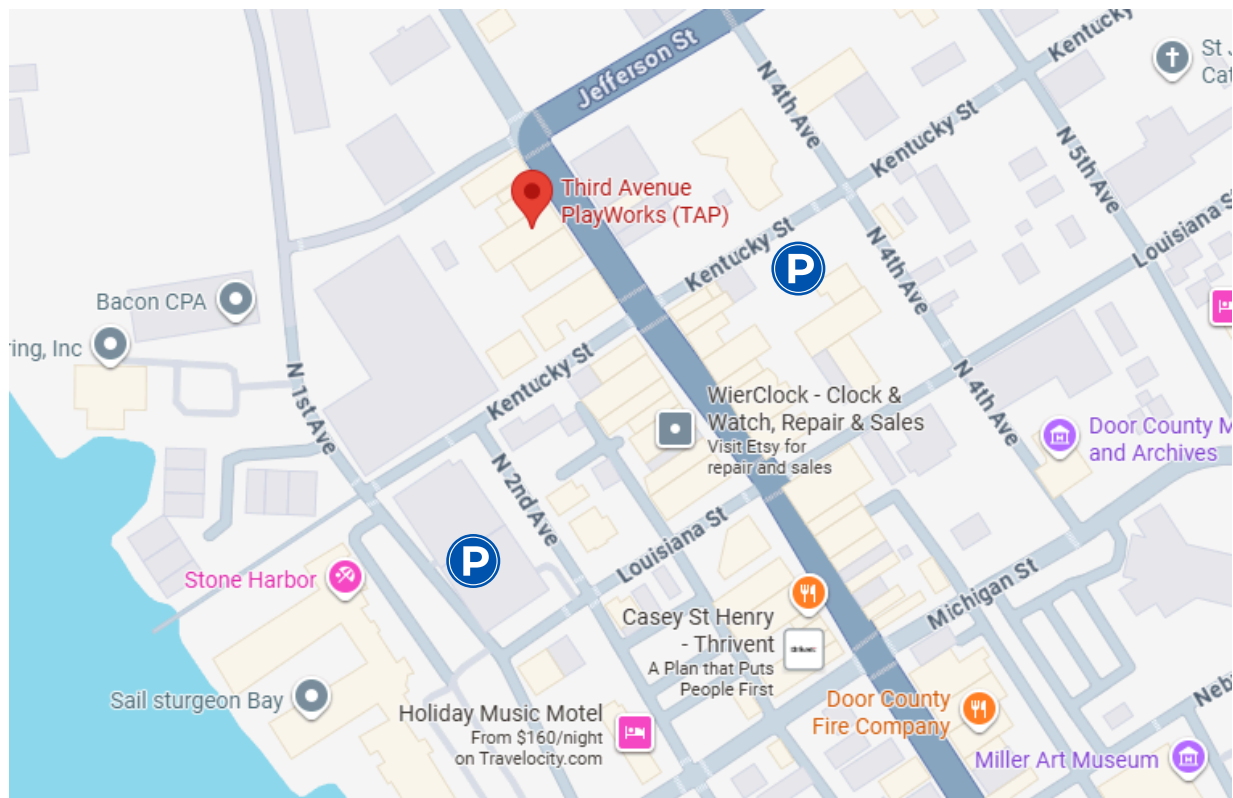 Jefferson St
N 4th Ave
Kentucky
St J
Cat
Kentucky St
N 5th Ave
Third Avenue
PlayWorks (TAP)
Kentucky St
P
N 4th Ave
Louisiana S
Bacon CPA
ring, Inc
N 1st Ave
Kentucky St
WierClock - Clock &
Watch, Repair & Sales
Visit Etsy for
repair and sales
N 4th Ave
Door County M
and Archives
N 2nd Ave
Louisiana St
P
Stone Harbor
Michigan St
Casey St Henry
- Thrivent
A Plan that Puts
People First
Sail sturgeon Bay
Holiday Music Motel
From $160/night
on Travelocity.com
Door County
Fire Company
Neb
Miller Art Museum